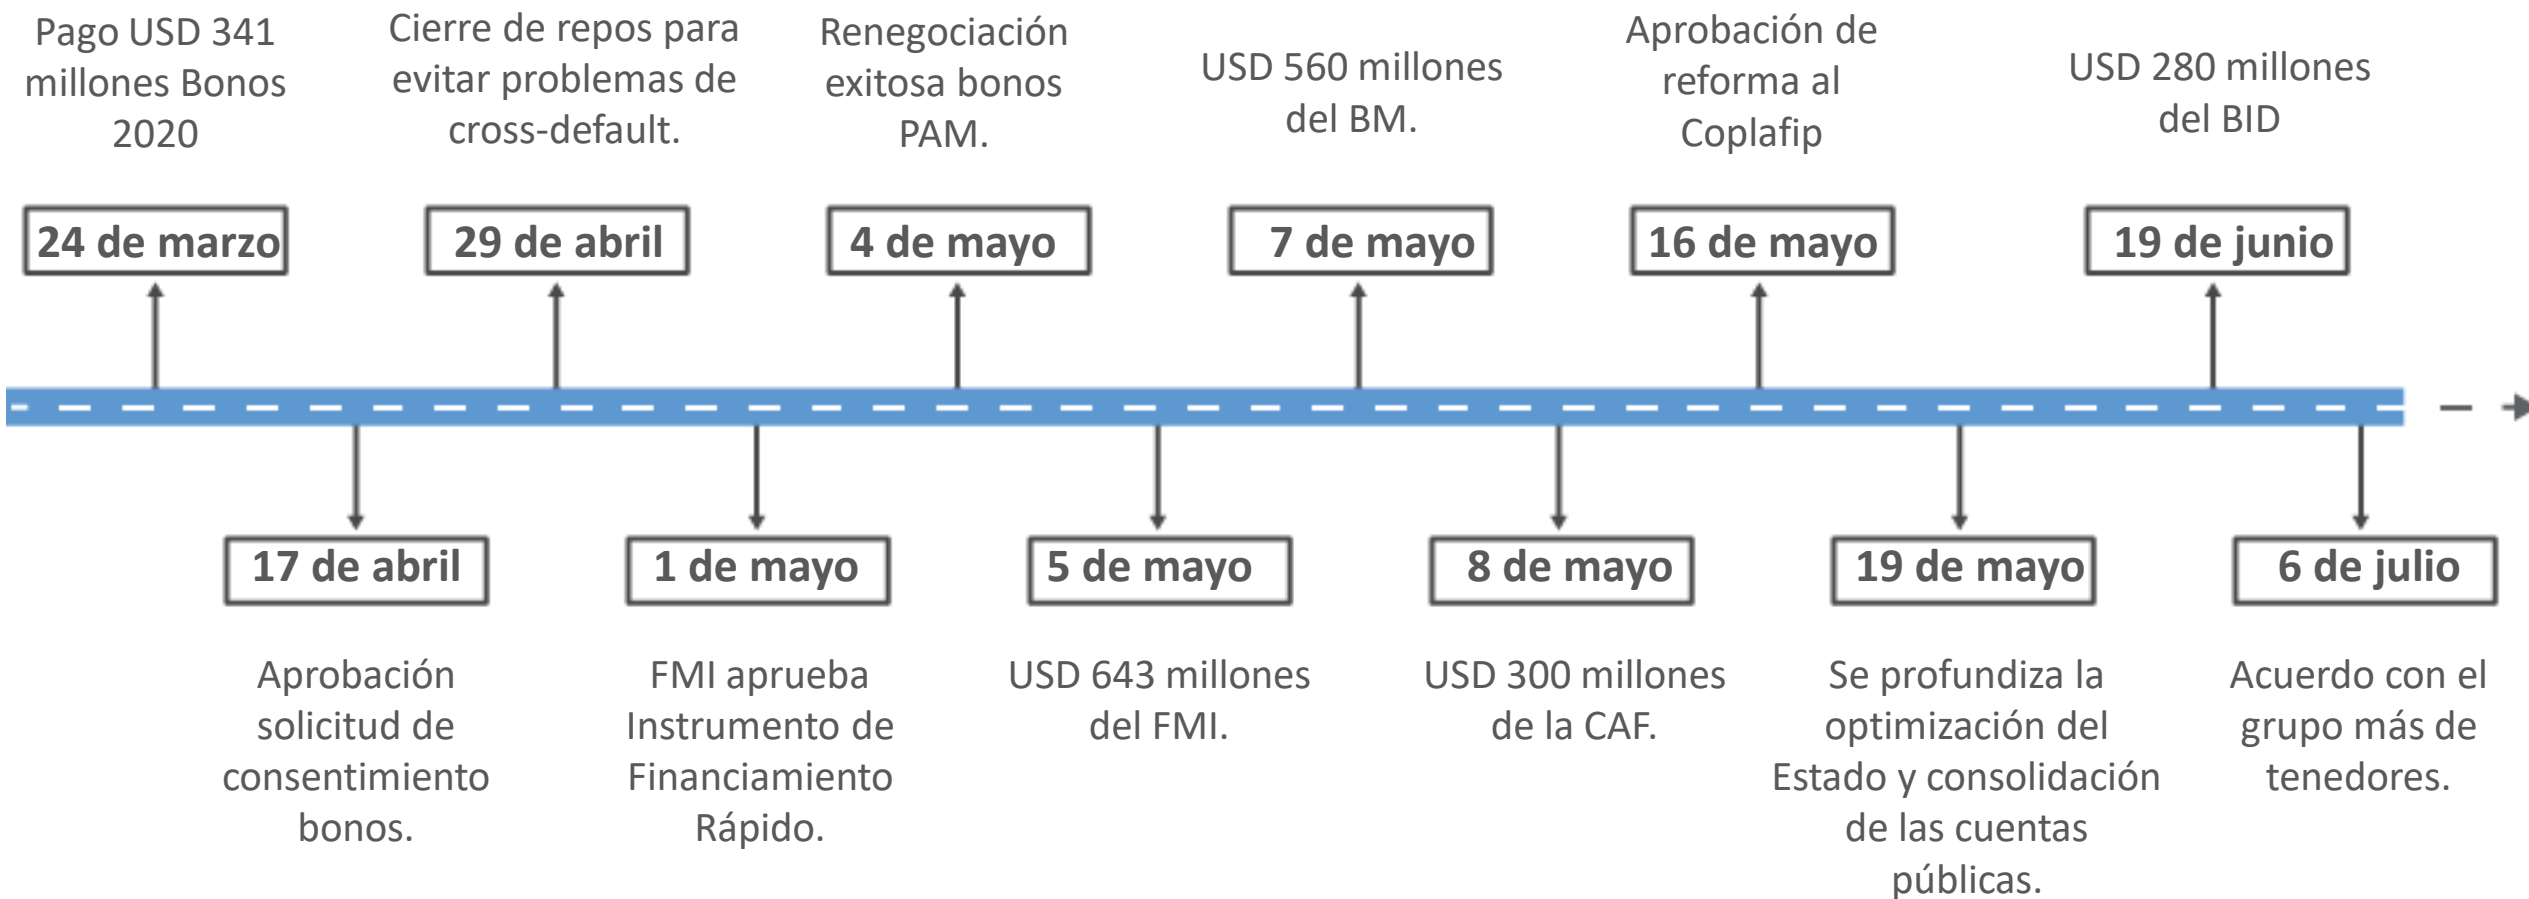 Pago USD 341
millones Bonos
2020
24 de marzo
Cierre de repos para
evitar problemas de
cross-default.
29 de abril
Renegociación
exitosa bonos
PAM.
4 de mayo
USD 560 millones
del BM.
7 de mayo
Aprobación de
reforma al
Coplafip
16 de mayo
USD 280 millones
del BID
19 de junio
17 de abril
Aprobación
solicitud de
consentimiento
bonos.
1 de mayo
FMI aprueba
Instrumento de
Financiamiento
Rápido.
5 de mayo
USD 643 millones
del FMI.
8 de mayo
USD 300 millones
de la CAF.
19 de mayo
Se profundiza la
optimización del
Estado y consolidación
de las cuentas
públicas.
6 de julio
Acuerdo con el
grupo más de
tenedores.